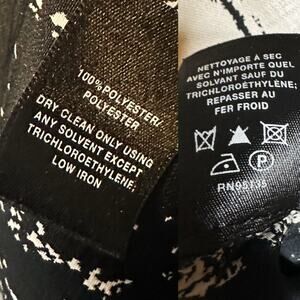 100%POLYESTER/
POLYESTER
DRY CLEAN ONLY USING
ANY SOLVENT EXCEPT
TRICHLOROETHYLENE;
LOW IRON
NETTOYAGE À SEC
AVEC N'IMPORTE QUEL
SOLVANT SAUF DU
TRICHLOROÉTHYLÈNE;
REPASSER AU
FER FROID
P
RN95135